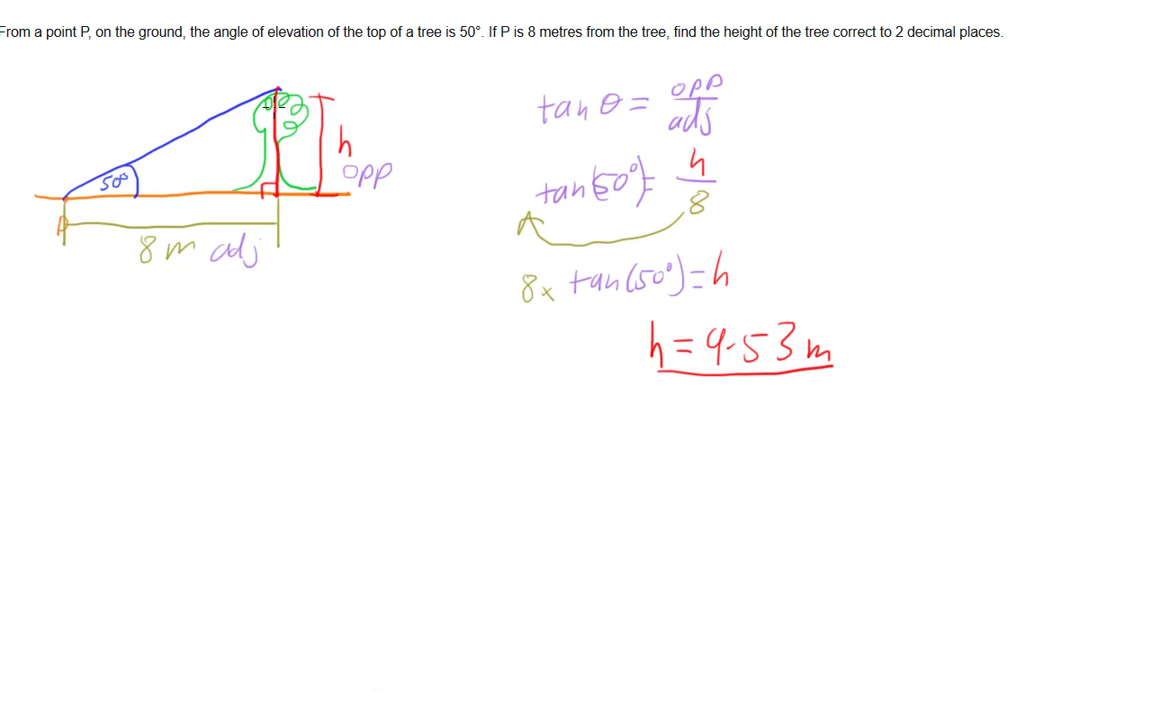 From a point P, on the ground, the angle of elevation of the top of a tree is 50°. If P is 8 metres from the tree, find the height of the tree correct to 2 decimal places.
50°
h
opp
P
8 m adj
tan θ = opp/adj
tan(50°) = h/8
8 x tan(50°) = h
h = 9.53 m